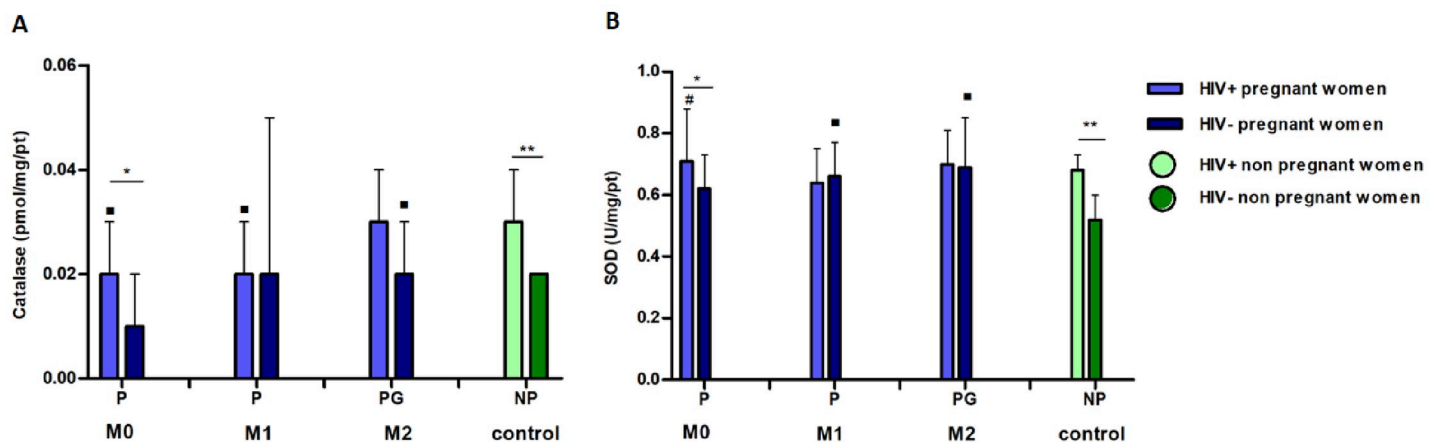 A
Catalase (pmol/mg/pt)
0.06
0.04
0.02
0.00
*
**
P
P
PG
NP
M0
M1
M2
control
B
SOD (U/mg/pt)
1.0
0.8
0.6
0.4
0.2
0.0
*
#
**
P
P
PG
NP
M0
M1
M2
control
HIV+ pregnant women
HIV- pregnant women
HIV+ non pregnant women
HIV- non pregnant women